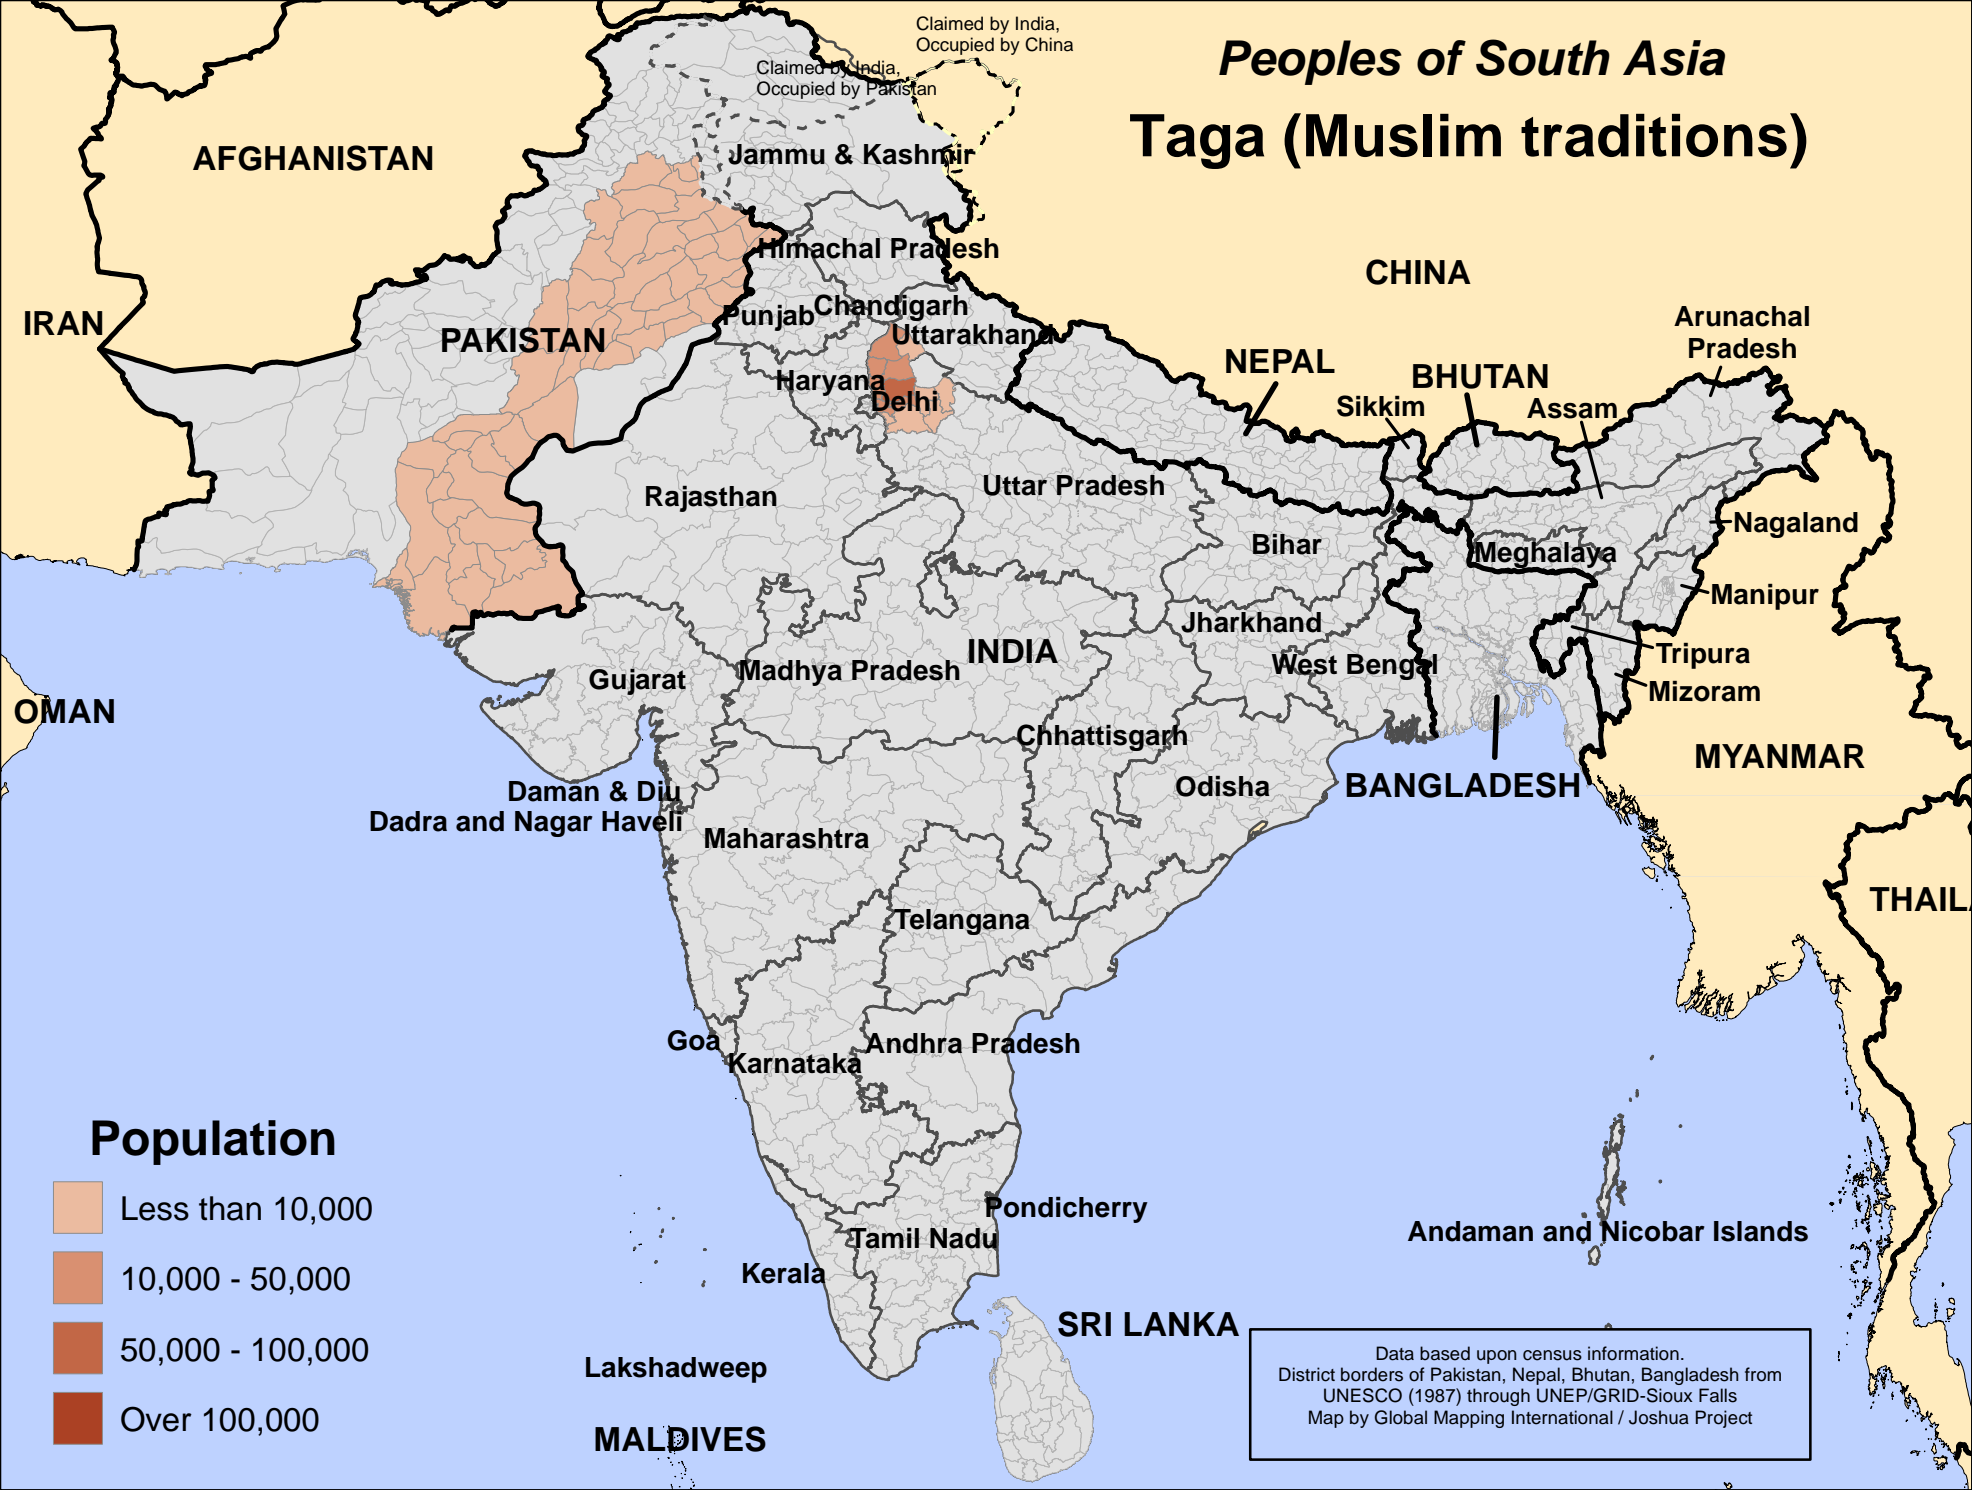 Claimed by India,
Occupied by China
Peoples of South Asia
Taga (Muslim traditions)
Claimed by India,
Occupied by Pakistan
AFGHANISTAN
Jammu & Kashmir
Himachal Pradesh
CHINA
IRAN
PAKISTAN
Punjab
Chandigarh
Uttarakhand
Arunachal
Pradesh
NEPAL
BHUTAN
Haryana
Delhi
Sikkim
Assam
Rajasthan
Uttar Pradesh
Bihar
Meghalaya
Nagaland
Manipur
Jharkhand
INDIA
Gujarat
Madhya Pradesh
West Bengal
Tripura
Mizoram
OMAN
Chhattisgarh
MYANMAR
Odisha
BANGLADESH
Daman & Diu
Dadra and Nagar Haveli
Maharashtra
Telangana
THAILA
Goa
Karnataka
Andhra Pradesh
Population
Less than 10,000
10,000 - 50,000
50,000 - 100,000
Over 100,000
Pondicherry
Tamil Nadu
Kerala
Andaman and Nicobar Islands
SRI LANKA
Lakshadweep
MALDIVES
Data based upon census information.
District borders of Pakistan, Nepal, Bhutan, Bangladesh from
UNESCO (1987) through UNEP/GRID-Sioux Falls
Map by Global Mapping International / Joshua Project